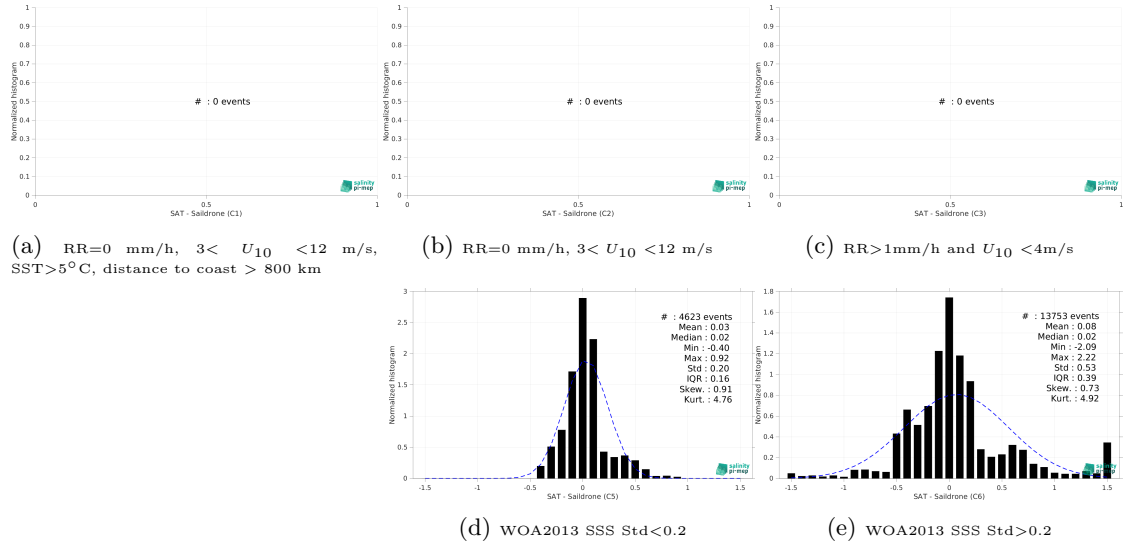 1
0.9
0.8
0.7
0.6
0.5
0.4
0.3
0.2
0.1
0
Normalized histogram
# : 0 events
salinity
pi-mep
0 0.5 1
SAT - Saildrone (C1)
1
0.9
0.8
0.7
0.6
0.5
0.4
0.3
0.2
0.1
0
Normalized histogram
# : 0 events
salinity
pi-mep
0 0.5 1
SAT - Saildrone (C2)
1
0.9
0.8
0.7
0.6
0.5
0.4
0.3
0.2
0.1
0
Normalized histogram
# : 0 events
salinity
pi-mep
0 0.5 1
SAT - Saildrone (C3)
(a) RR=0 mm/h, 3< U10 <12 m/s,
SST>5°C, distance to coast > 800 km
(b) RR=0 mm/h, 3< U10 <12 m/s
(c) RR>1mm/h and U10 <4m/s
3
2.5
2
1.5
1
0.5
0
Normalized histogram
# : 4623 events
Mean : 0.03
Median : 0.02
Min : -0.40
Max : 0.92
Std : 0.20
IQR : 0.16
Skew. : 0.91
Kurt. : 4.76
salinity
pi-mep
-1.5 -1 -0.5 0 0.5 1 1.5
SAT - Saildrone (C5)
1.8
1.6
1.4
1.2
1
0.8
0.6
0.4
0.2
0
Normalized histogram
# : 13753 events
Mean : 0.08
Median : 0.02
Min : -2.09
Max : 2.22
Std : 0.53
IQR : 0.39
Skew. : 0.73
Kurt. : 4.92
salinity
pi-mep
-1.5 -1 -0.5 0 0.5 1 1.5
SAT - Saildrone (C6)
(d) WOA2013 SSS Std<0.2
(e) WOA2013 SSS Std>0.2